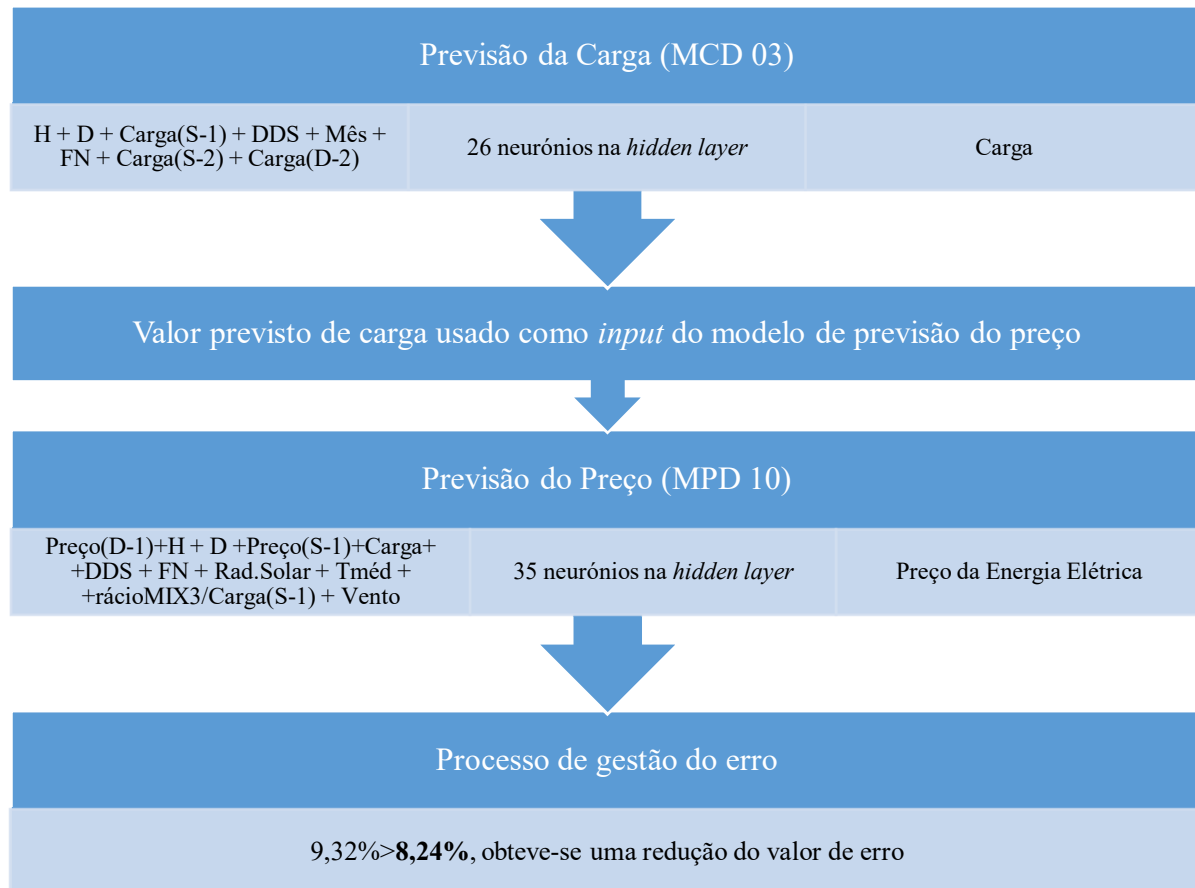 Previsão da Carga (MCD 03)
H + D + Carga(S-1) + DDS + Mês +
FN + Carga(S-2) + Carga(D-2)
26 neurónios na hidden layer
Carga
Valor previsto de carga usado como input do modelo de previsão do preço
Previsão do Preço (MPD 10)
Preço(D-1)+H + D +Preço(S-1)+Carga+
+DDS + FN + Rad.Solar + Tméd +
+rácioMIX3/Carga(S-1) + Vento
35 neurónios na hidden layer
Preço da Energia Elétrica
Processo de gestão do erro
9,32%>8,24%, obteve-se uma redução do valor de erro